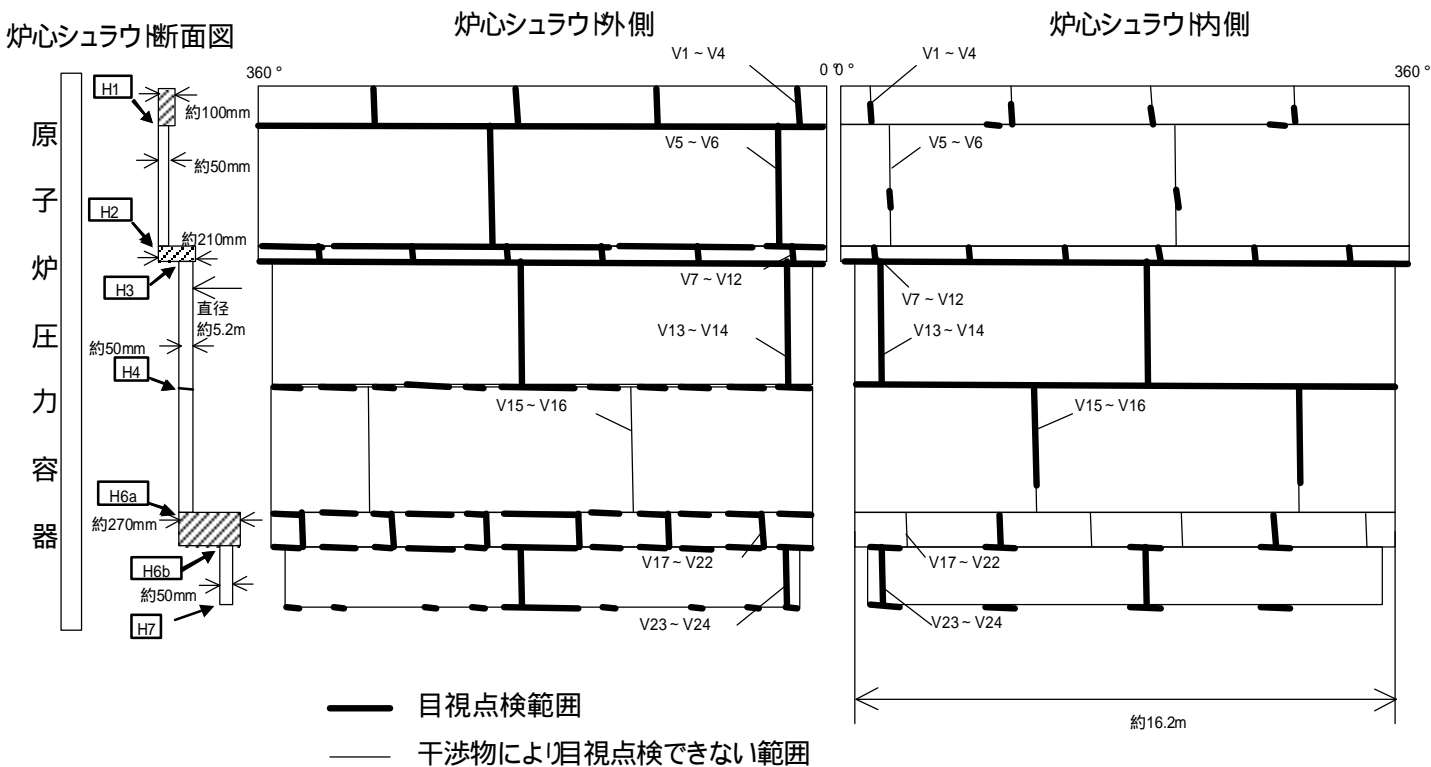 炉心シュラウド断面図
炉心シュラウド外側
炉心シュラウド内側
原子炉圧力容器
H1
約100mm
約50mm
H2
約210mm
H3
直径
約5.2m
約50mm
H4
H6a
約270mm
H6b
約50mm
H7
360°
0°
V1～V4
V5～V6
V7～V12
V13～V14
V15～V16
V17～V22
V23～V24
0°
360°
V1～V4
V5～V6
V7～V12
V13～V14
V15～V16
V17～V22
V23～V24
約16.2m
目視点検範囲
干渉物により目視点検できない範囲